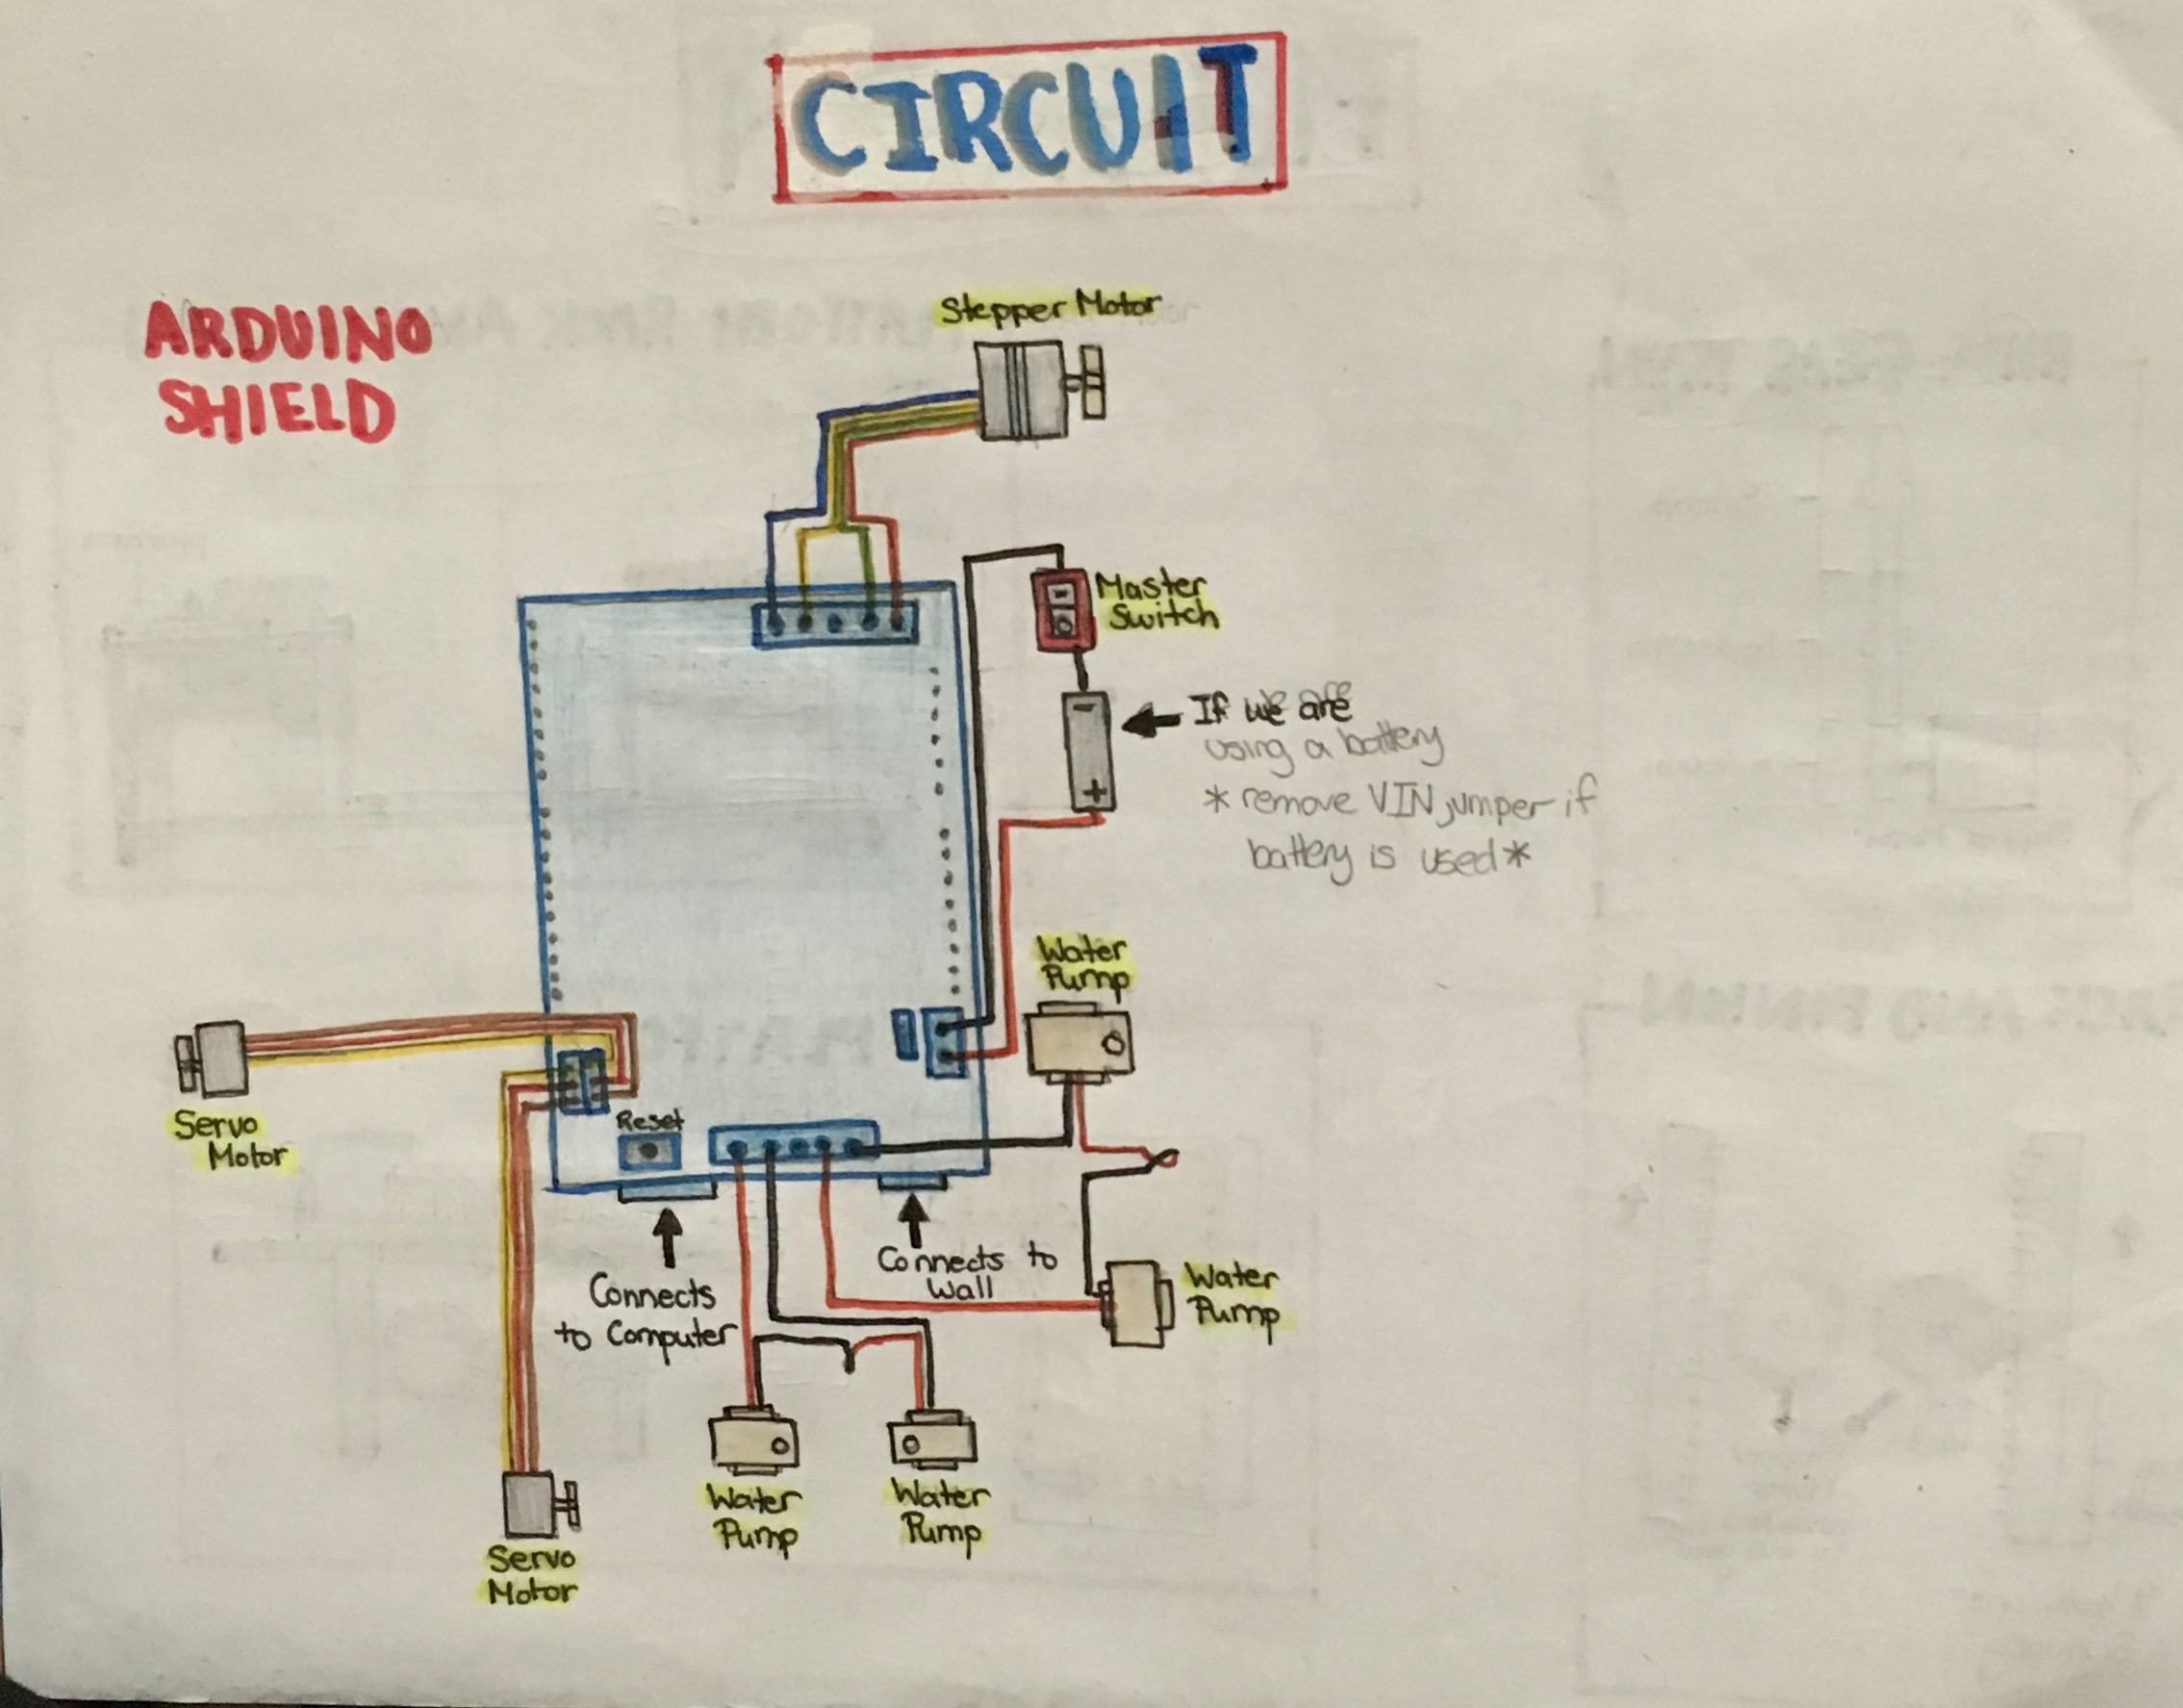 CIRCUIT
ARDUINO
SHIELD
Stepper Motor
Master
Switch
-
+
If we are
using a battery
* remove VIN jumper if
battery is used *
Water
Pump
Servo
Motor
Reset
Connects
to Computer
Connects to
Wall
Water
Pump
Water
Pump
Water
Pump
Servo
Motor